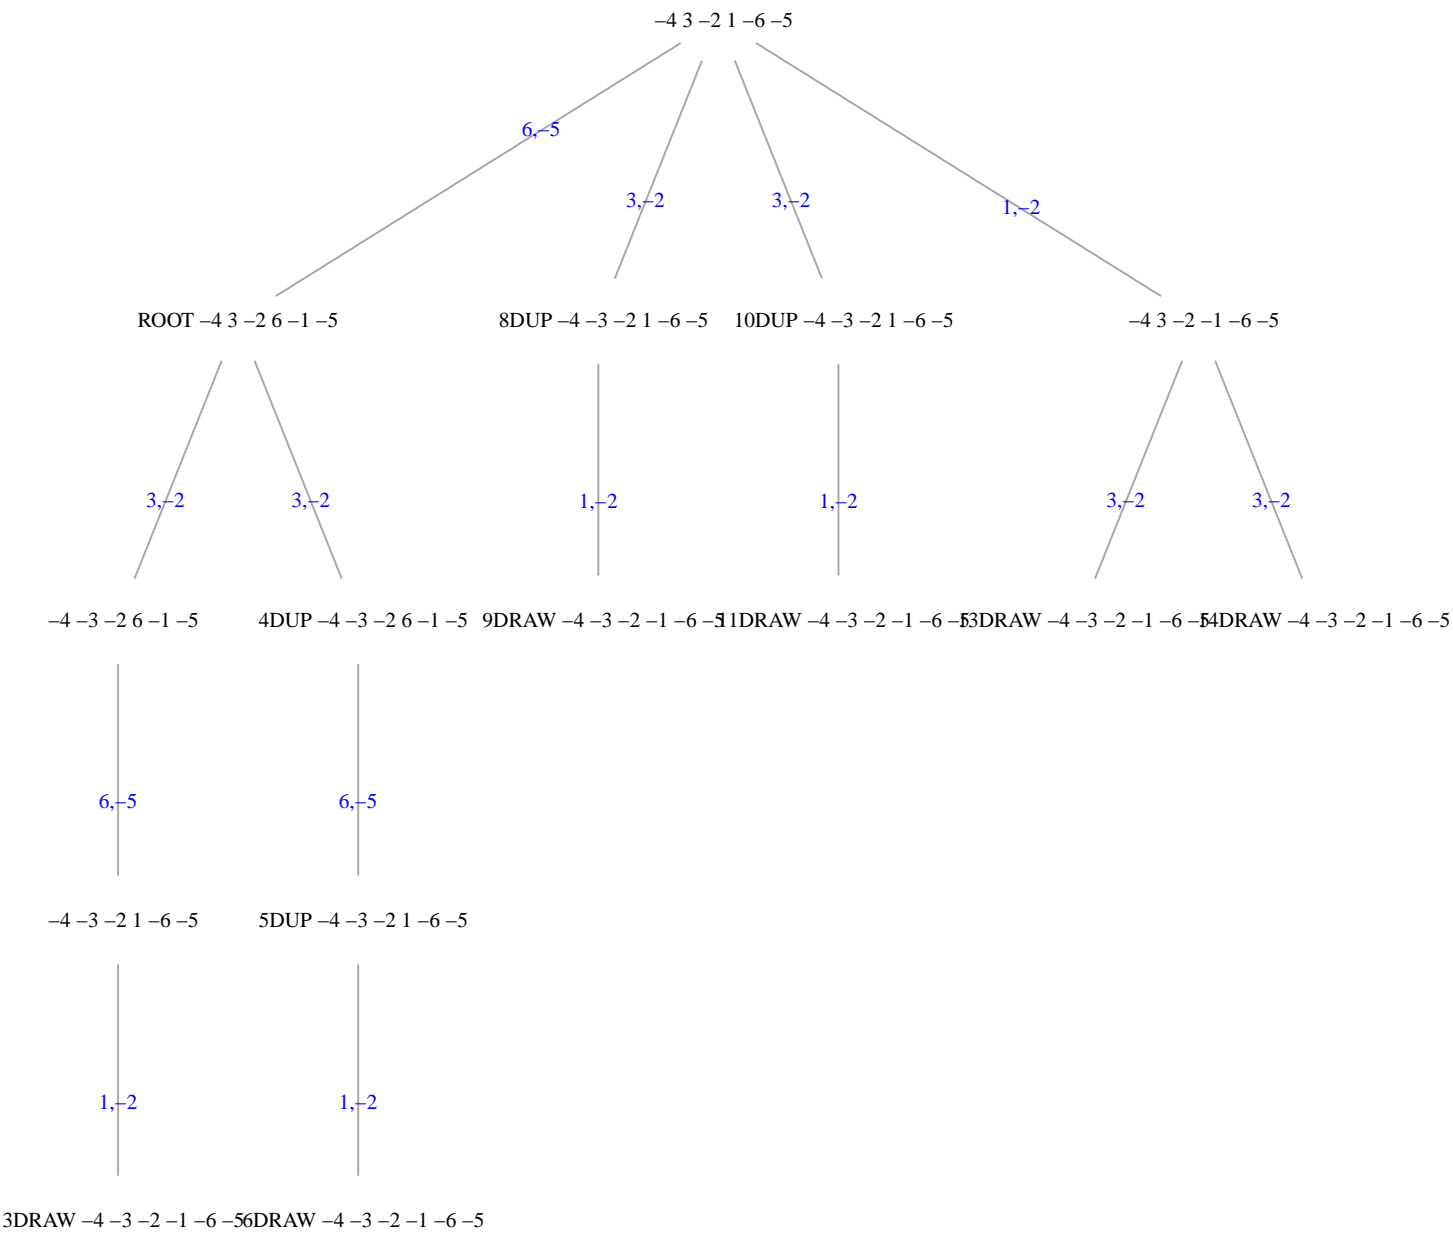 –4 3 –2 1 –6 –5
6,–5
3,–2 3,–2
1,–2
ROOT –4 3 –2 6 –1 –5 8DUP –4 –3 –2 1 –6 –5 10DUP –4 –3 –2 1 –6 –5 –4 3 –2 –1 –6 –5
3,–2 3,–2 1,–2 1,–2 3,–2 3,–2
–4 –3 –2 6 –1 –5 4DUP –4 –3 –2 6 –1 –5 9DRAW –4 –3 –2 –1 –6 –5 11DRAW –4 –3 –2 –1 –6 –5 13DRAW –4 –3 –2 –1 –6 –5 14DRAW –4 –3 –2 –1 –6 –5
6,–5 6,–5
–4 –3 –2 1 –6 –5 5DUP –4 –3 –2 1 –6 –5
1,–2 1,–2
3DRAW –4 –3 –2 –1 –6 –5 6DRAW –4 –3 –2 –1 –6 –5